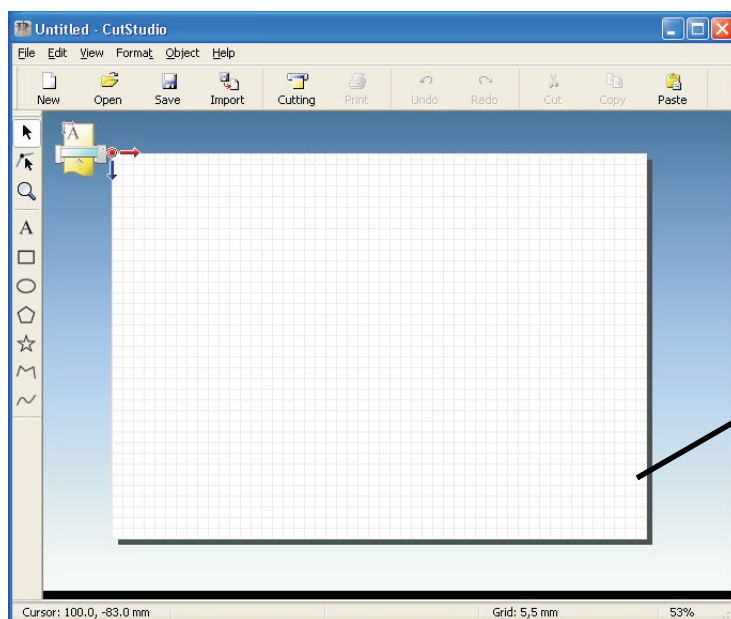 Untitled - CutStudio
File Edit View Format Object Help
New Open Save Import Cutting Print Undo Redo Cut Copy Paste
A
A
Cursor: 100.0, -83.0 mm Grid: 5,5 mm 53%